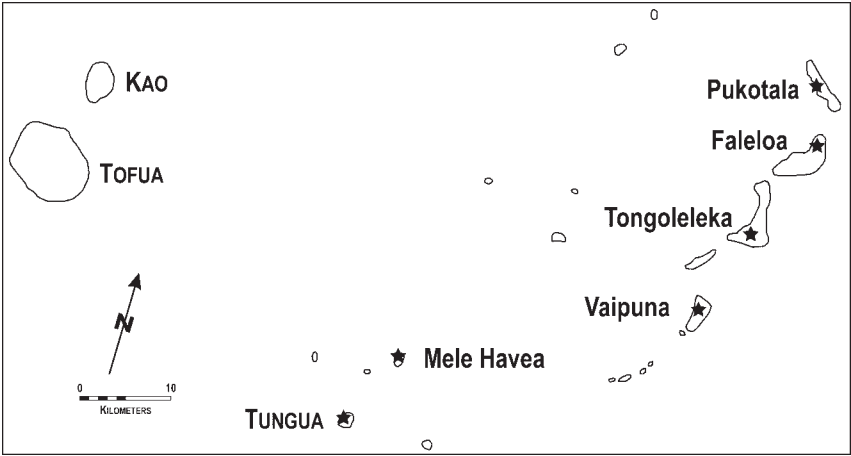 KAO
TOFUA
Pukotala
Faleloa
Tongoleleka
Vaipuna
Mele Havea
TUNGUA
N
0 10
KILOMETERS